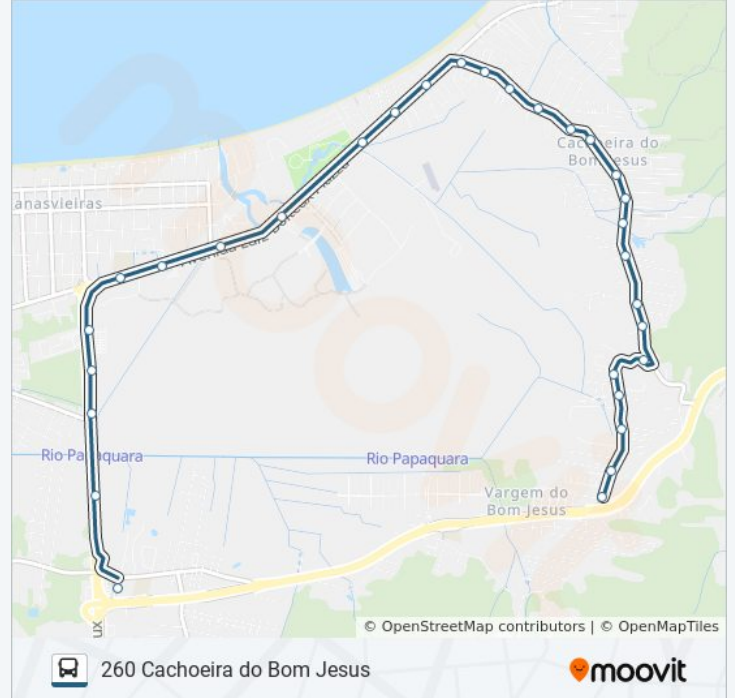 Cachoeira do
Bom Jesus
anasvieiras
Rio Papaquara
Rio Papaquara
Vargem do
Bom Jesus
ux
© OpenStreetMap contributors | © OpenMapTiles
260 Cachoeira do Bom Jesus
moovit